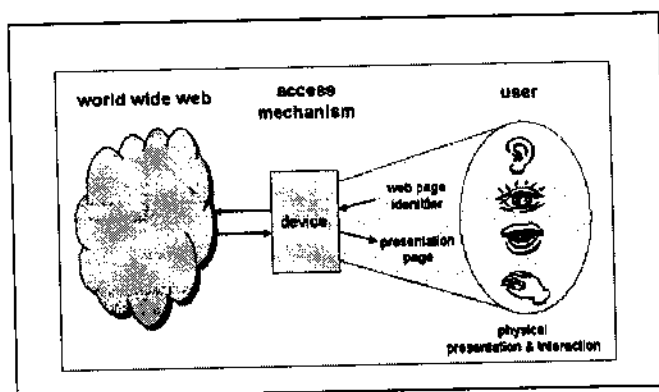 world wide web
access
mechanism
user
device
web page
identifier
presentation
page
physical
presentation & interaction